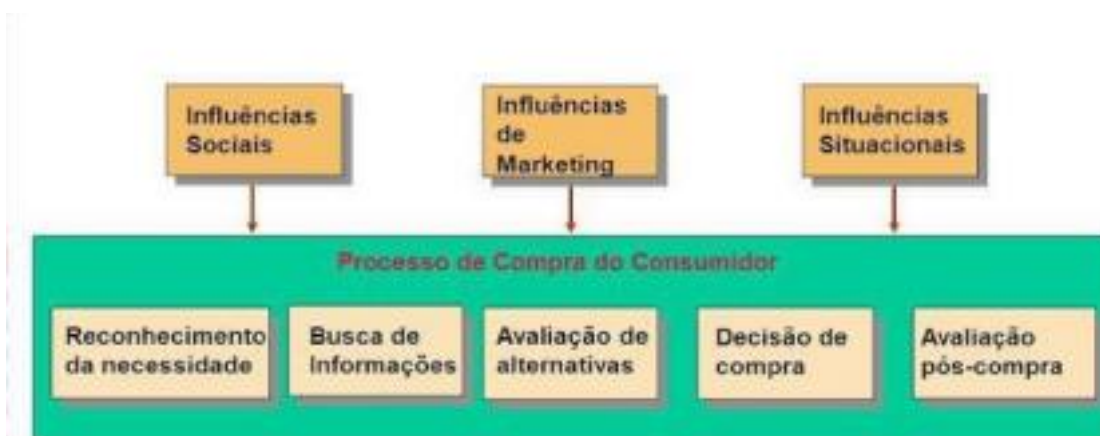 Influências
Sociais
Influências
de
Marketing
Influências
Situacionais
Processo de Compra do Consumidor
Reconhecimento
da necessidade
Busca de
Informações
Avaliação de
alternativas
Decisão de
compra
Avaliação
pós-compra